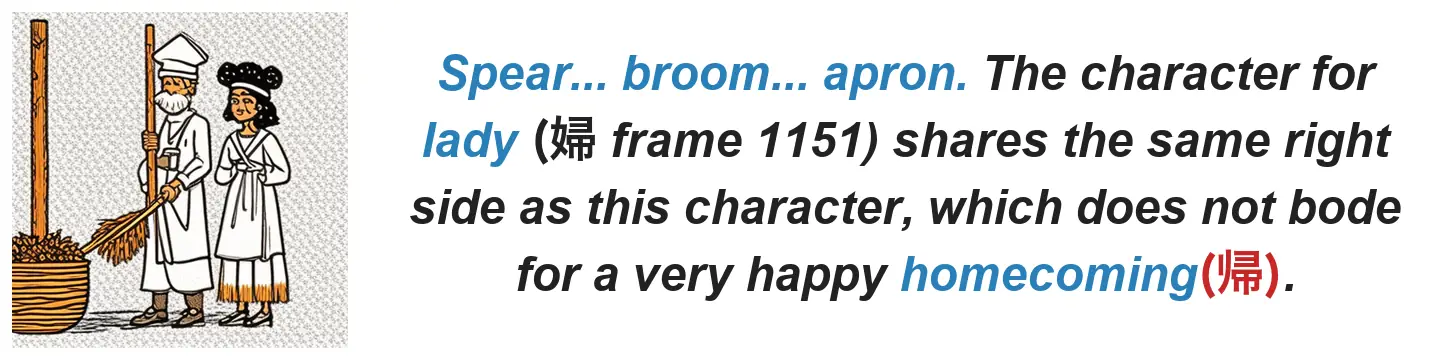 Spear... broom... apron. The character for
lady (婦 frame 1151) shares the same right
side as this character, which does not bode
for a very happy homecoming(帰).